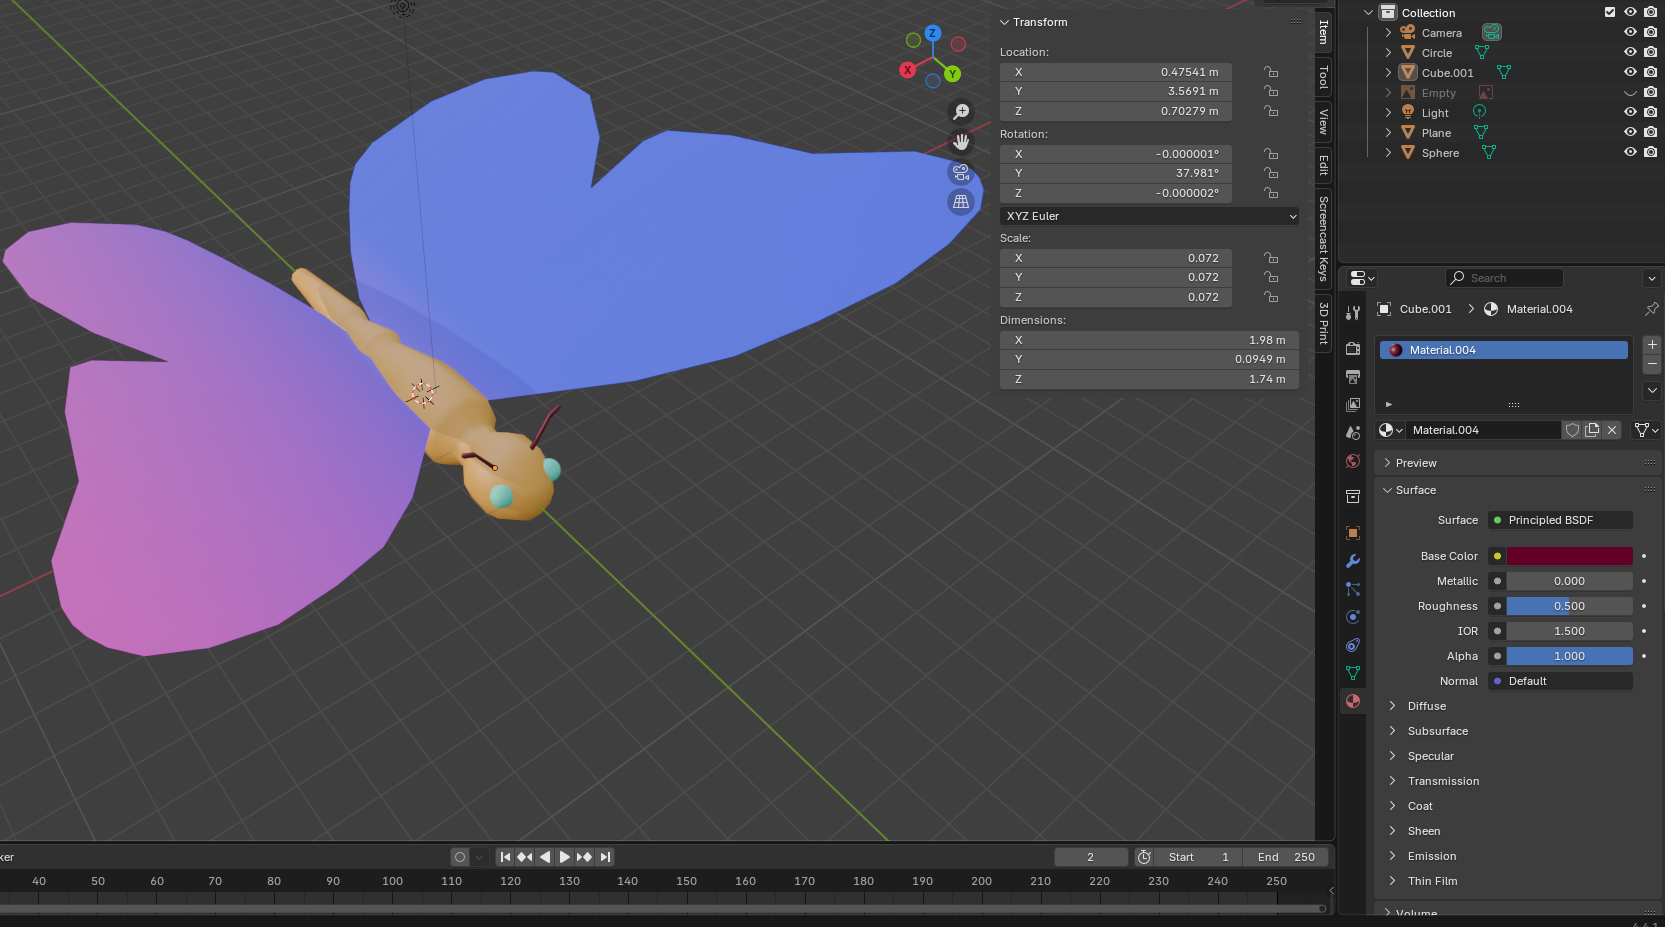 Z
X
Y
Transform
Location:
X 0.47541 m
Y 3.5691 m
Z 0.70279 m
Rotation:
X -0.000001°
Y 37.981°
Z -0.000002°
XYZ Euler
Scale:
X 0.072
Y 0.072
Z 0.072
Dimensions:
X 1.98 m
Y 0.0949 m
Z 1.74 m
Item
Tool
View
Edit
Screencast Keys
3D Print
Collection
Camera
Circle
Cube.001
Empty
Light
Plane
Sphere
Search
Cube.001 > Material.004
Material.004
Material.004
Preview
Surface
Surface Principled BSDF
Base Color
Metallic 0.000
Roughness 0.500
IOR 1.500
Alpha 1.000
Normal Default
Diffuse
Subsurface
Specular
Transmission
Coat
Sheen
Emission
Thin Film
Volume
ker
2
Start 1
End 250
40 50 60 70 80 90 100 110 120 130 140 150 160 170 180 190 200 210 220 230 240 250